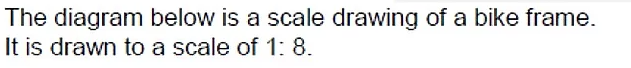 The diagram below is a scale drawing of a bike frame.
It is drawn to a scale of 1: 8.